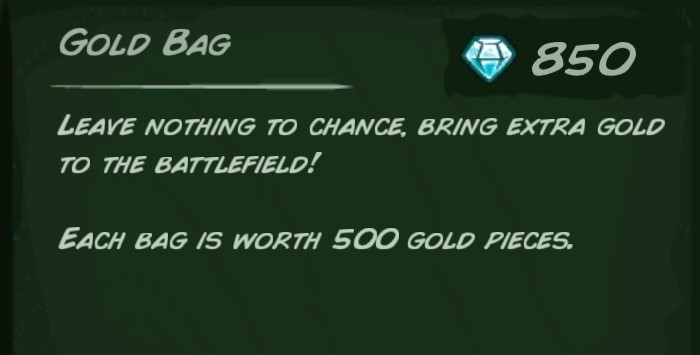 Gold Bag
850
Leave nothing to chance, bring extra gold
to the battlefield!
Each bag is worth 500 gold pieces.